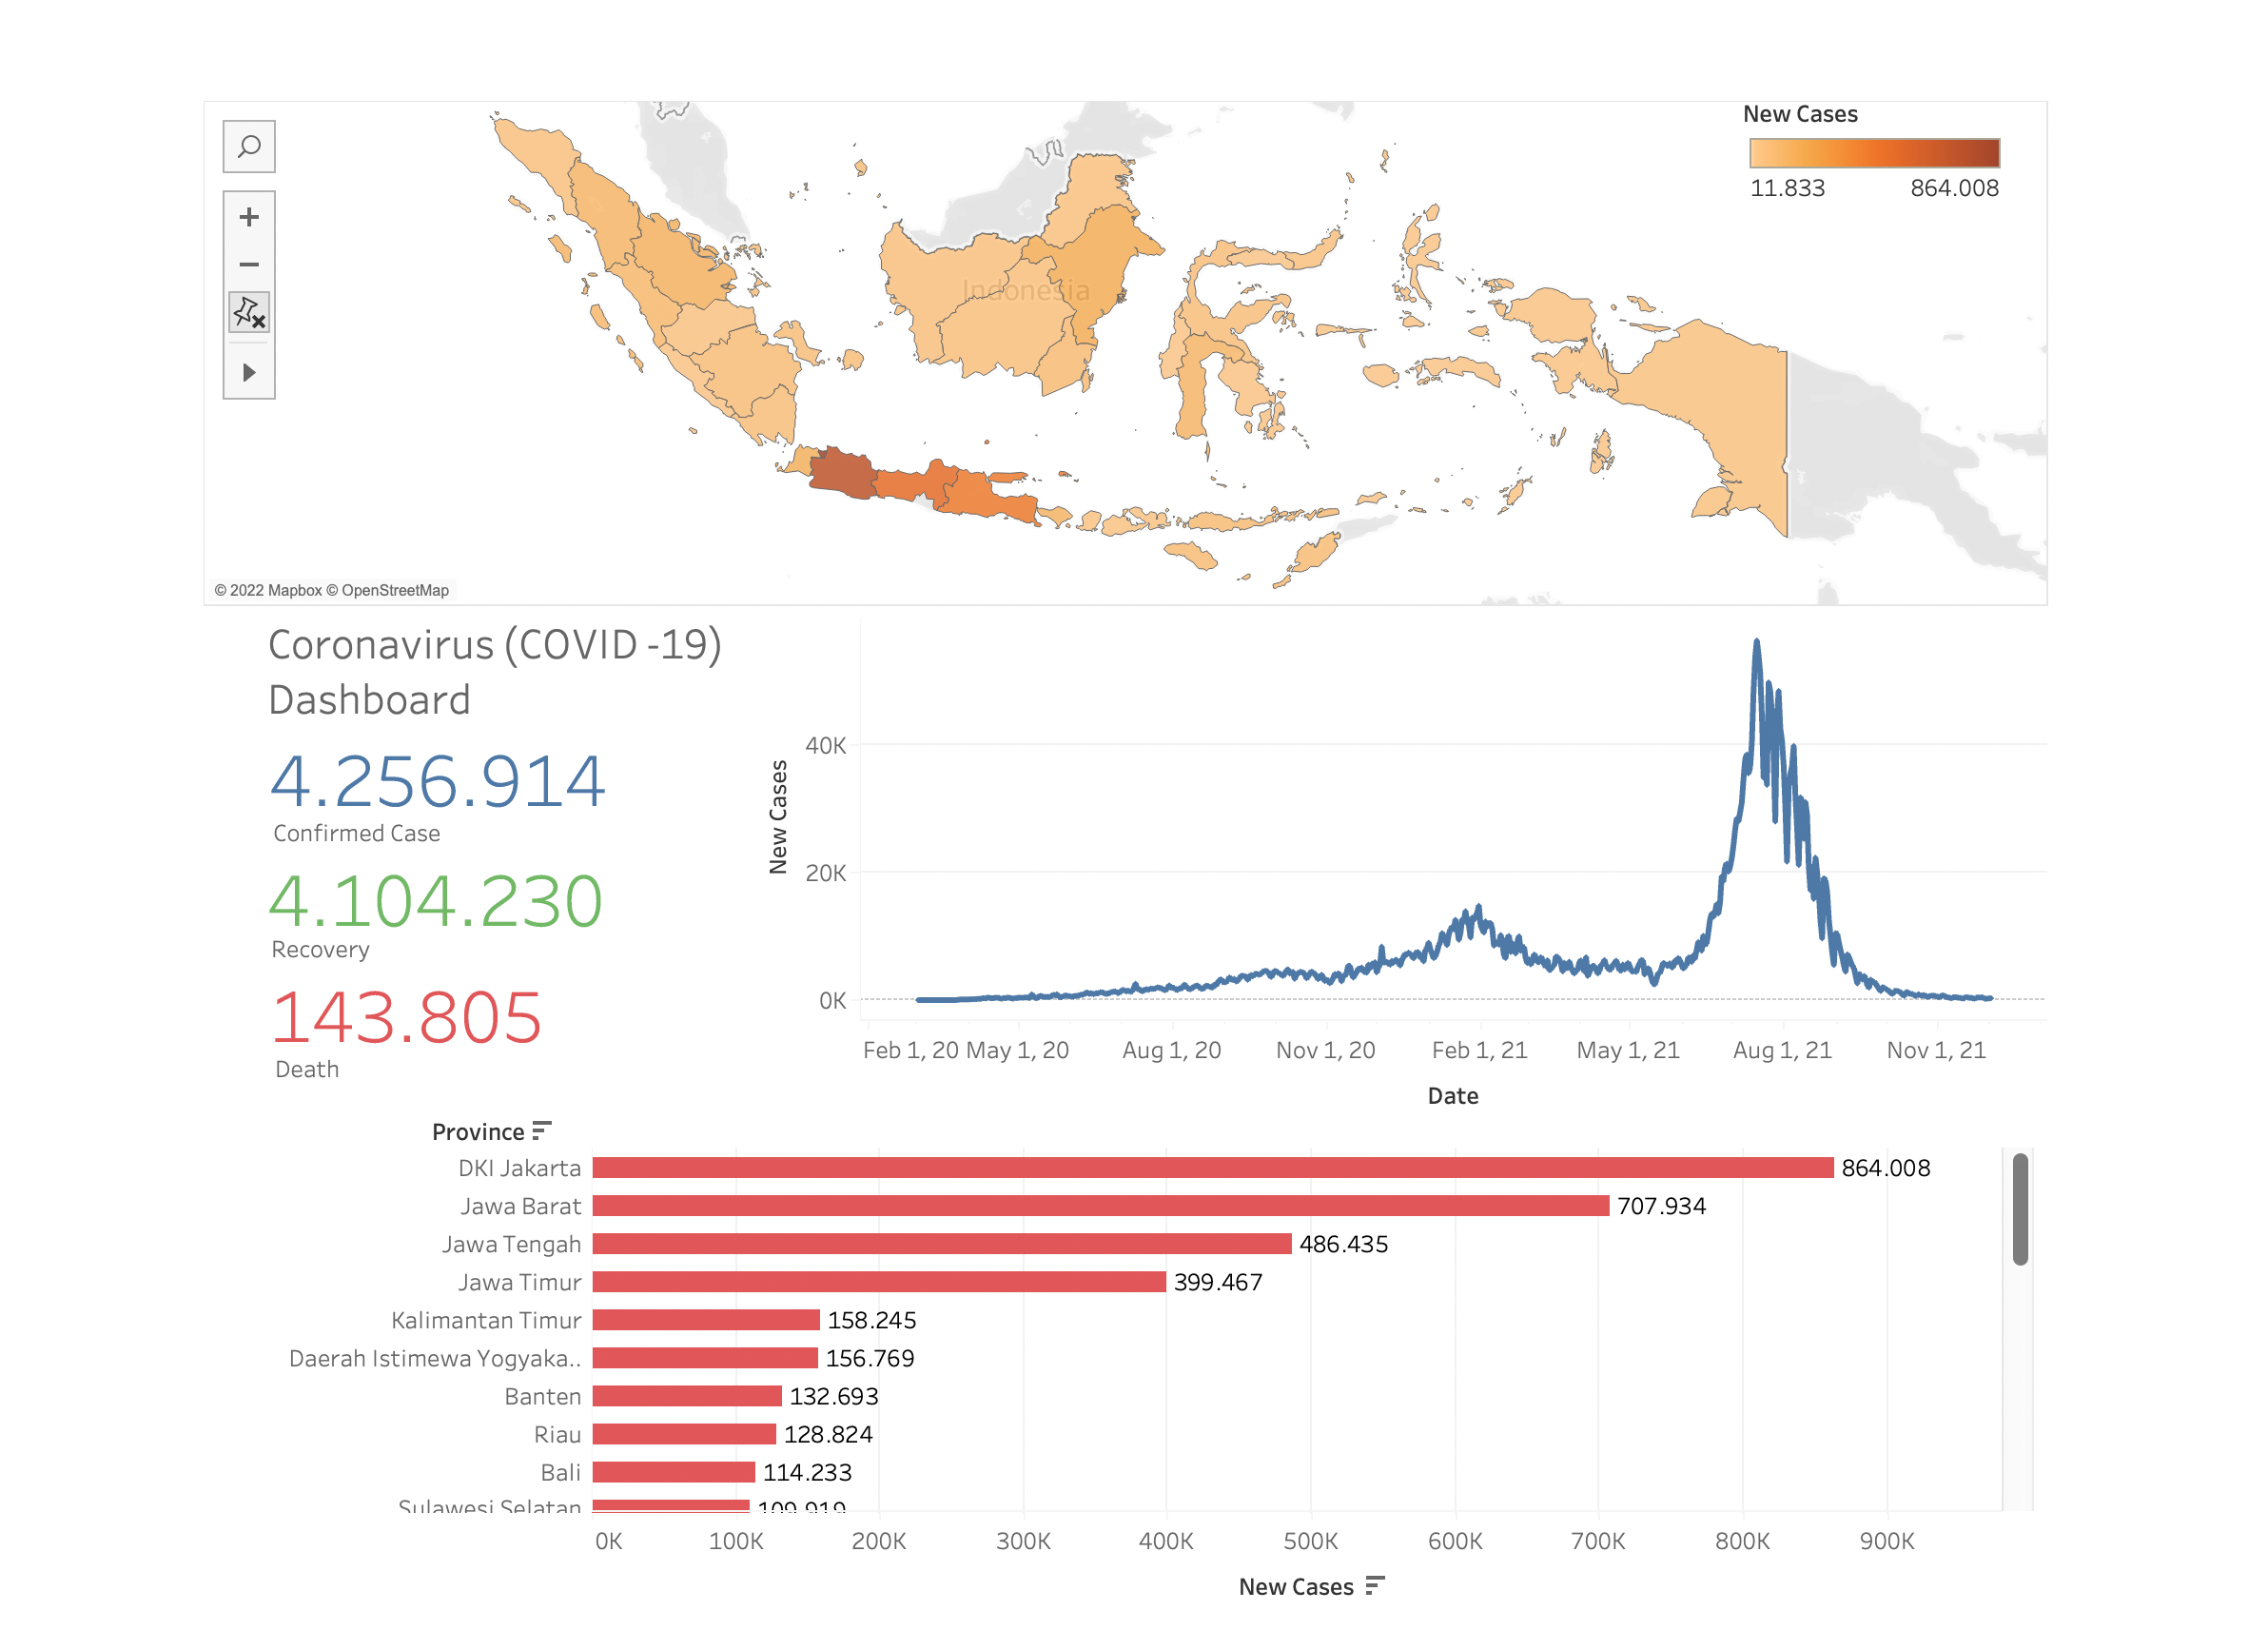 New Cases
11.833 864.008
Indonesia
© 2022 Mapbox © OpenStreetMap
Coronavirus (COVID -19)
Dashboard
4.256.914
Confirmed Case
4.104.230
Recovery
143.805
Death
New Cases
40K
20K
0K
Feb 1, 20 May 1, 20 Aug 1, 20 Nov 1, 20 Feb 1, 21 May 1, 21 Aug 1, 21 Nov 1, 21
Date
Province
DKI Jakarta 864.008
Jawa Barat 707.934
Jawa Tengah 486.435
Jawa Timur 399.467
Kalimantan Timur 158.245
Daerah Istimewa Yogyaka.. 156.769
Banten 132.693
Riau 128.824
Bali 114.233
Sulawesi Selatan 109.919
0K 100K 200K 300K 400K 500K 600K 700K 800K 900K
New Cases